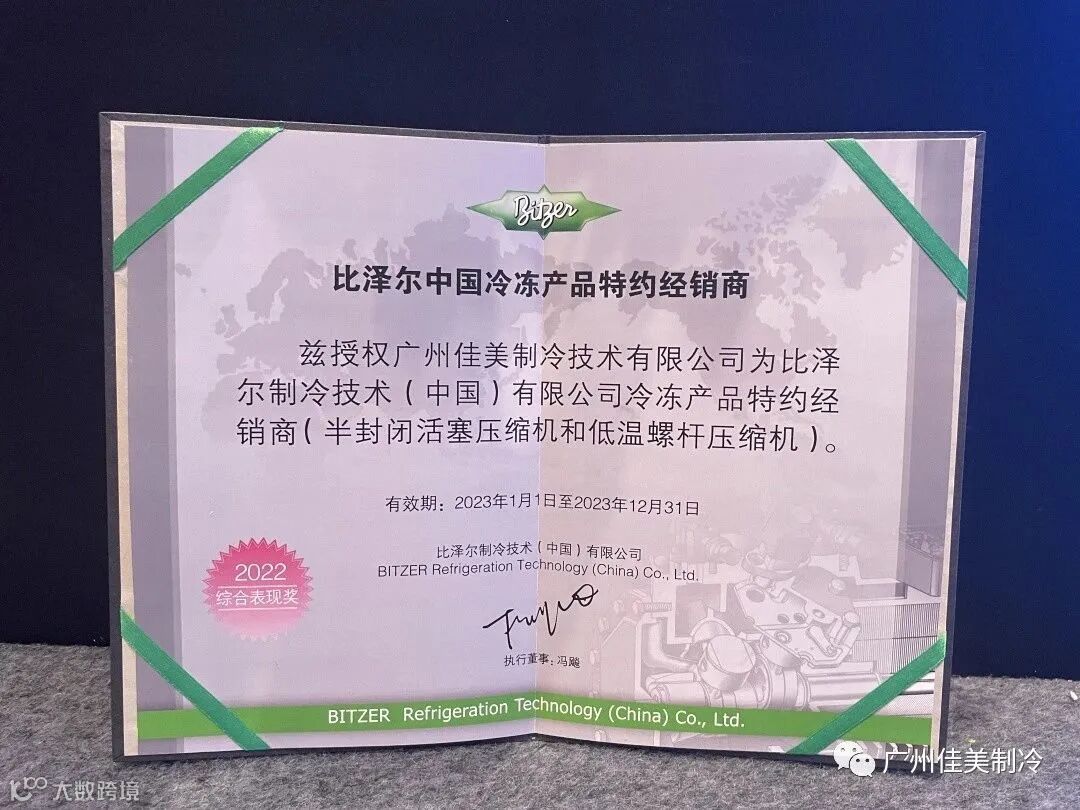 Bitzer
比泽尔中国冷冻产品特约经销商
兹授权广州佳美制冷技术有限公司为比泽
尔制冷技术(中国)有限公司冷冻产品特约经
销商(半封闭活塞压缩机和低温螺杆压缩机)。
有效期：2023年1月1日至2023年12月31日
比泽尔制冷技术(中国)有限公司
BITZER Refrigeration Technology (China) Co., Ltd.
2022
综合表现奖
执行董事：冯飚
BITZER Refrigeration Technology (China) Co., Ltd.
广州佳美制冷
大数跨境